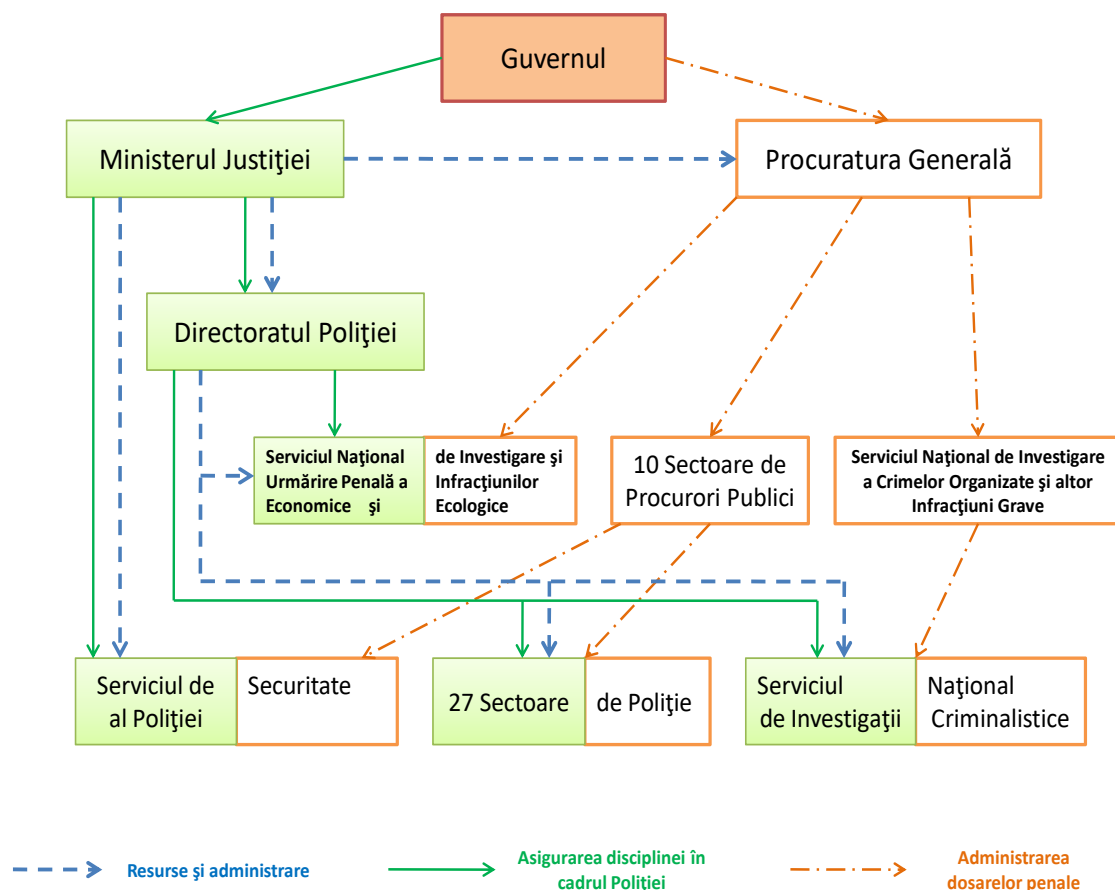 Guvernul
Ministerul Justiţiei
Procuratura Generală
Directoratul Poliţiei
Serviciul Naţional
Urmărire Penală a
Economice şi
de Investigare şi
Infracţiunilor
Ecologice
10 Sectoare de
Procurori Publici
Serviciul Naţional de Investigare
a Crimelor Organizate şi altor
Infracţiuni Grave
Serviciul de
al Poliţiei
Securitate
27 Sectoare
de Poliţie
Serviciul
de Investigaţii
Naţional
Criminalistice
Resurse şi administrare
Asigurarea disciplinei în
cadrul Poliţiei
Administrarea
dosarelor penale